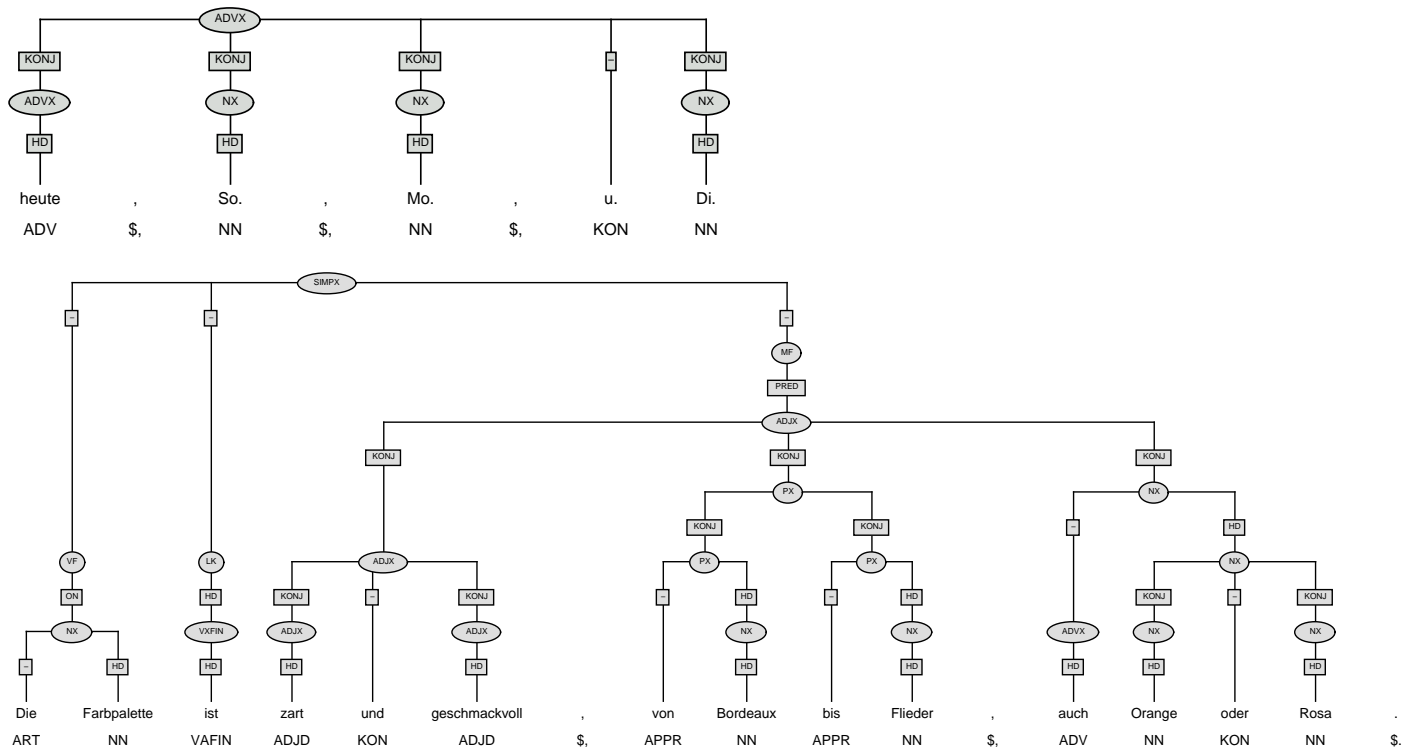 ADVX
KONJ KONJ KONJ – KONJ
ADVX NX NX NX
HD HD HD HD
heute , So. , Mo. , u. Di.
ADV $, NN $, NN $, KON NN
SIMPX
– – –
MF
PRED
ADJX
KONJ KONJ KONJ
PX NX
KONJ KONJ – HD
VF LK ADJX PX PX NX
ON HD KONJ – KONJ – HD – HD KONJ – KONJ
NX VXFIN ADJX ADJX NX NX ADVX NX NX
– HD HD HD HD HD HD HD HD HD
Die Farbpalette ist zart und geschmackvoll , von Bordeaux bis Flieder , auch Orange oder Rosa .
ART NN VAFIN ADJD KON ADJD $, APPR NN APPR NN $, ADV NN KON NN $.